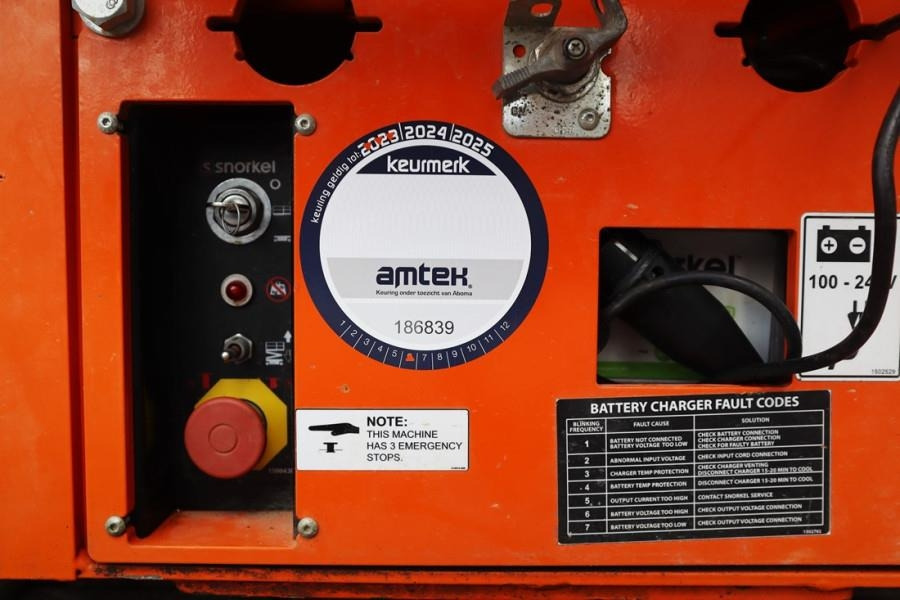 snorkel
keuring geldig tot: 2023 2024 2025
keurmerk
amtek®
Keuring onder toezicht van Aboma
186839
1 2 3 4 5 7 8 9 10 11 12
NOTE:
THIS MACHINE
HAS 3 EMERGENCY
STOPS.
100 - 24 V
1502529
BATTERY CHARGER FAULT CODES
BLINKING
FREQUENCY FAULT CAUSE SOLUTION
1 BATTERY NOT CONNECTED
BATTERY VOLTAGE TOO LOW CHECK BATTERY CONNECTION
CHECK CHARGER CONNECTION
CHECK FOR FAULTY BATTERY
2 ABNORMAL INPUT VOLTAGE CHECK INPUT CORD CONNECTION
3 CHARGER TEMP PROTECTION CHECK CHARGER VENTING
DISCONNECT CHARGER 15-20 MIN TO COOL
4 BATTERY TEMP PROTECTION DISCONNECT CHARGER 15-20 MIN TO COOL
5 OUTPUT CURRENT TOO HIGH CONTACT SNORKEL SERVICE
6 BATTERY VOLTAGE TOO HIGH CHECK OUTPUT VOLTAGE CONNECTION
7 BATTERY VOLTAGE TOO LOW CHECK OUTPUT VOLTAGE CONNECTION